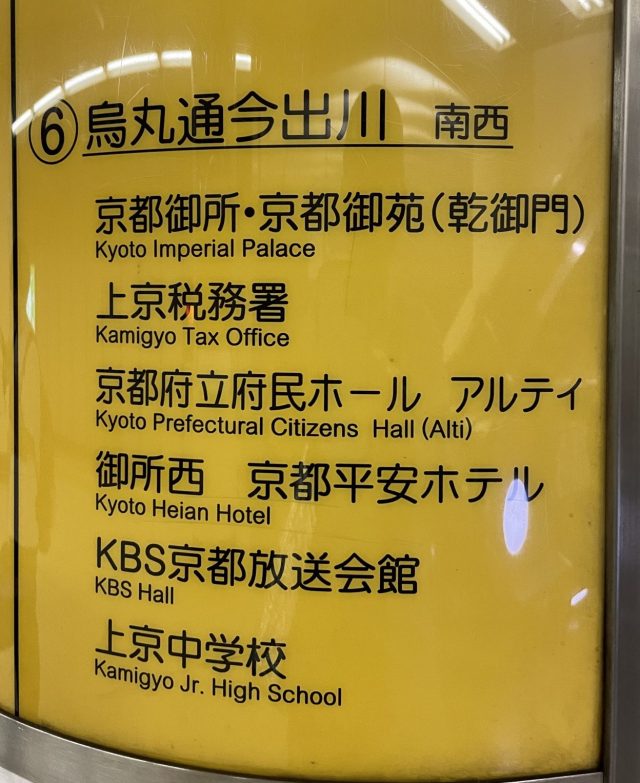 ⑥烏丸通今出川 南西
京都御所・京都御苑(乾御門)
Kyoto Imperial Palace
上京税務署
Kamigyo Tax Office
京都府立府民ホール アルティ
Kyoto Prefectural Citizens Hall (Alti)
御所西 京都平安ホテル
Kyoto Heian Hotel
KBS京都放送会館
KBS Hall
上京中学校
Kamigyo Jr. High School